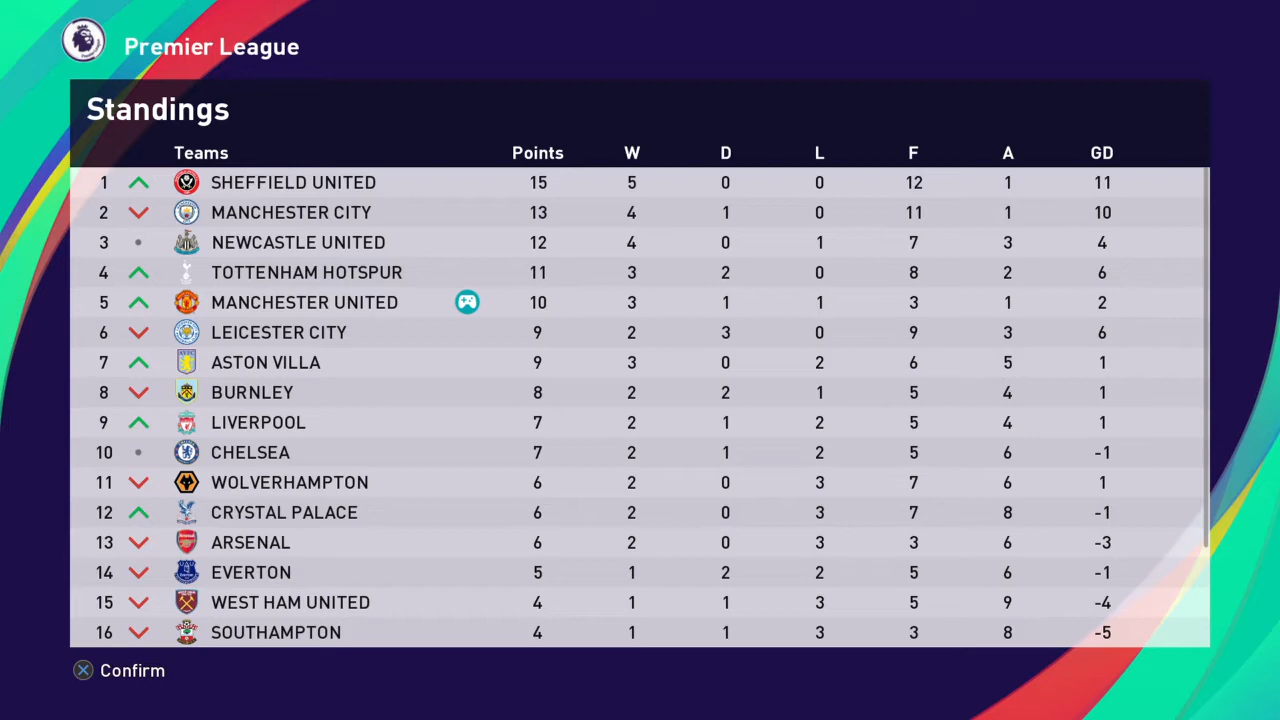 Premier League
Standings
Teams Points W D L F A GD
1 SHEFFIELD UNITED 15 5 0 0 12 1 11
2 MANCHESTER CITY 13 4 1 0 11 1 10
3 NEWCASTLE UNITED 12 4 0 1 7 3 4
4 TOTTENHAM HOTSPUR 11 3 2 0 8 2 6
5 MANCHESTER UNITED 10 3 1 1 3 1 2
6 LEICESTER CITY 9 2 3 0 9 3 6
7 ASTON VILLA 9 3 0 2 6 5 1
8 BURNLEY 8 2 2 1 5 4 1
9 LIVERPOOL 7 2 1 2 5 4 1
10 CHELSEA 7 2 1 2 5 6 -1
11 WOLVERHAMPTON 6 2 0 3 7 6 1
12 CRYSTAL PALACE 6 2 0 3 7 8 -1
13 ARSENAL 6 2 0 3 3 6 -3
14 EVERTON 5 1 2 2 5 6 -1
15 WEST HAM UNITED 4 1 1 3 5 9 -4
16 SOUTHAMPTON 4 1 1 3 3 8 -5
Confirm